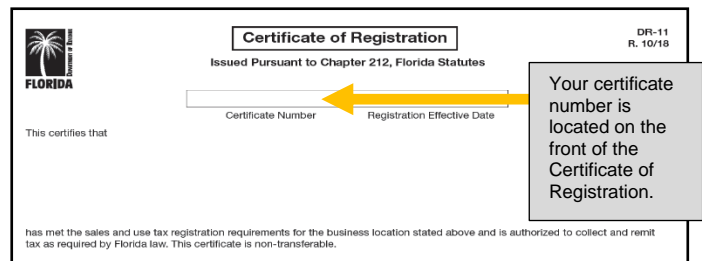 Certificate of Registration
Issued Pursuant to Chapter 212, Florida Statutes
DR-11
R. 10/18
DEPARTMENT OF REVENUE
FLORIDA
Certificate Number Registration Effective Date
This certifies that
Your certificate
number is
located on the
front of the
Certificate of
Registration.
has met the sales and use tax registration requirements for the business location stated above and is authorized to collect and remit
tax as required by Florida law. This certificate is non-transferable.